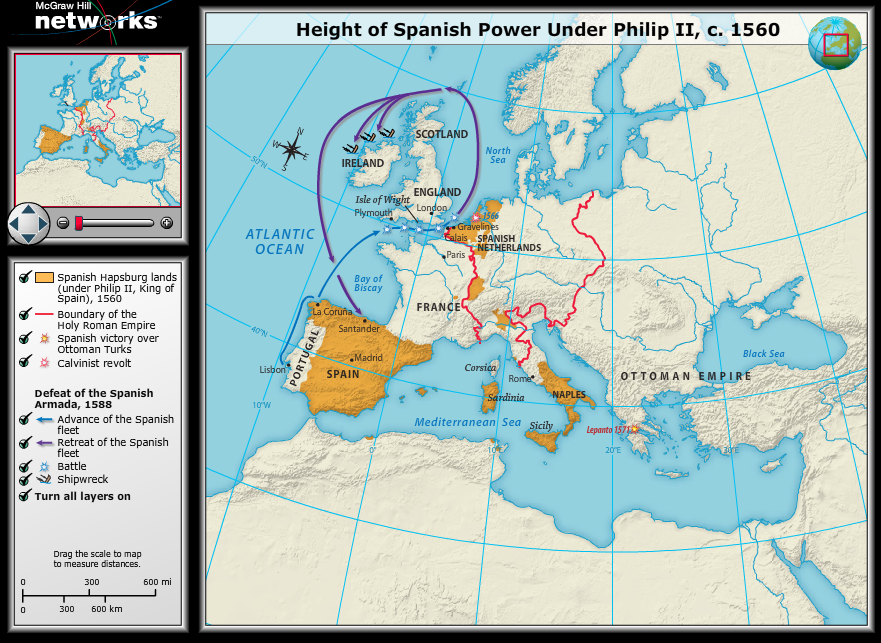 McGraw Hill
networks™
Height of Spanish Power Under Philip II, c. 1560
Spanish Hapsburg lands
(under Philip II, King of
Spain), 1560
Boundary of the
Holy Roman Empire
Spanish victory over
Ottoman Turks
Calvinist revolt
Defeat of the Spanish
Armada, 1588
Advance of the Spanish
fleet
Retreat of the Spanish
fleet
Battle
Shipwreck
Turn all layers on
Drag the scale to map
to measure distances.
0 300 600 mi
0 300 600 km
N
W
E
S
50°N
SCOTLAND
North
Sea
IRELAND
ENGLAND
Isle of Wight
London
Plymouth
1566
Gravelines
Calais
SPANISH
NETHERLANDS
ATLANTIC
OCEAN
Paris
Bay of
Biscay
FRANCE
La Coruña
Santander
40°N
PORTUGAL
Madrid
Lisbon
SPAIN
Corsica
Rome
Black Sea
OTTOMAN EMPIRE
Sardinia
NAPLES
10°W
Mediterranean Sea
Sicily
Lepanto 1571
0°
10°E
20°E
30°E